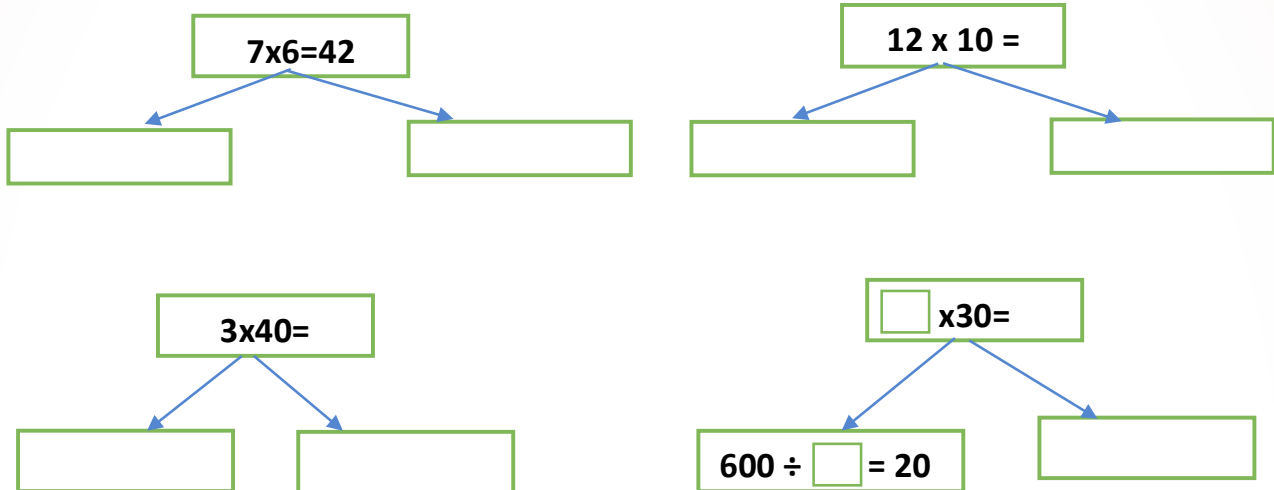 7x6=42
12 x 10 =
3x40=
x30=
600 ÷ = 20